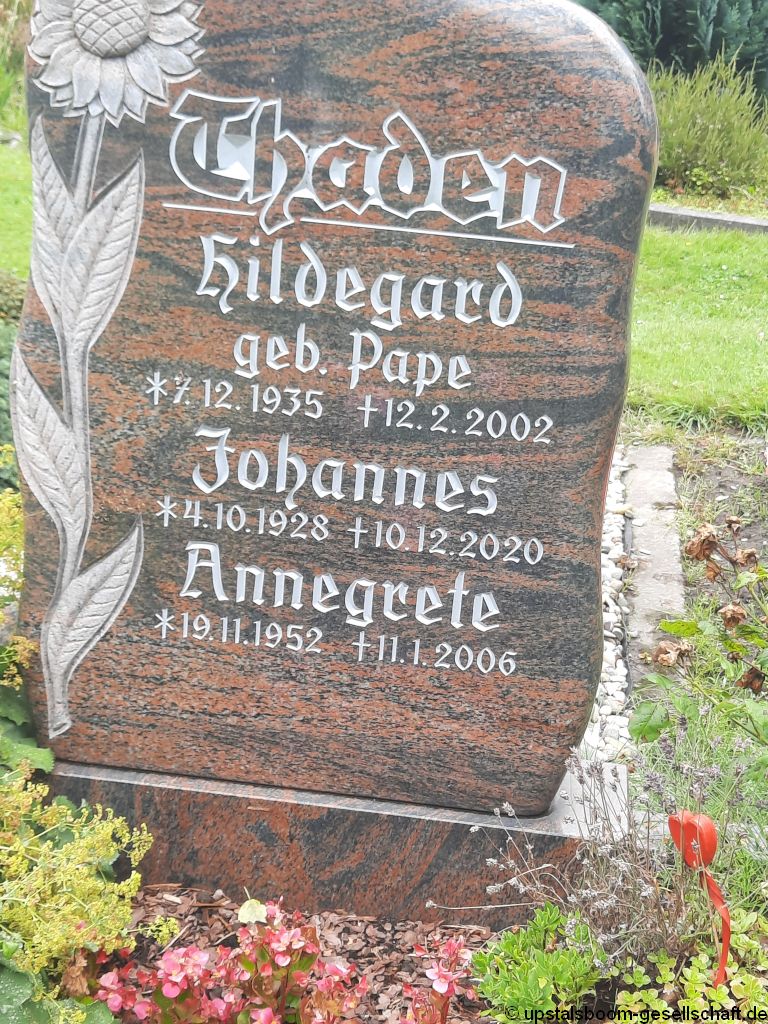 Thaden
Hildegard
geb. Pape
*7. 12. 1935 †12. 2. 2002
Johannes
*4. 10. 1928 †10. 12. 2020
Annegrete
*19. 11. 1952 †11. 1. 2006
© upstalsboom-gesellschaft.de